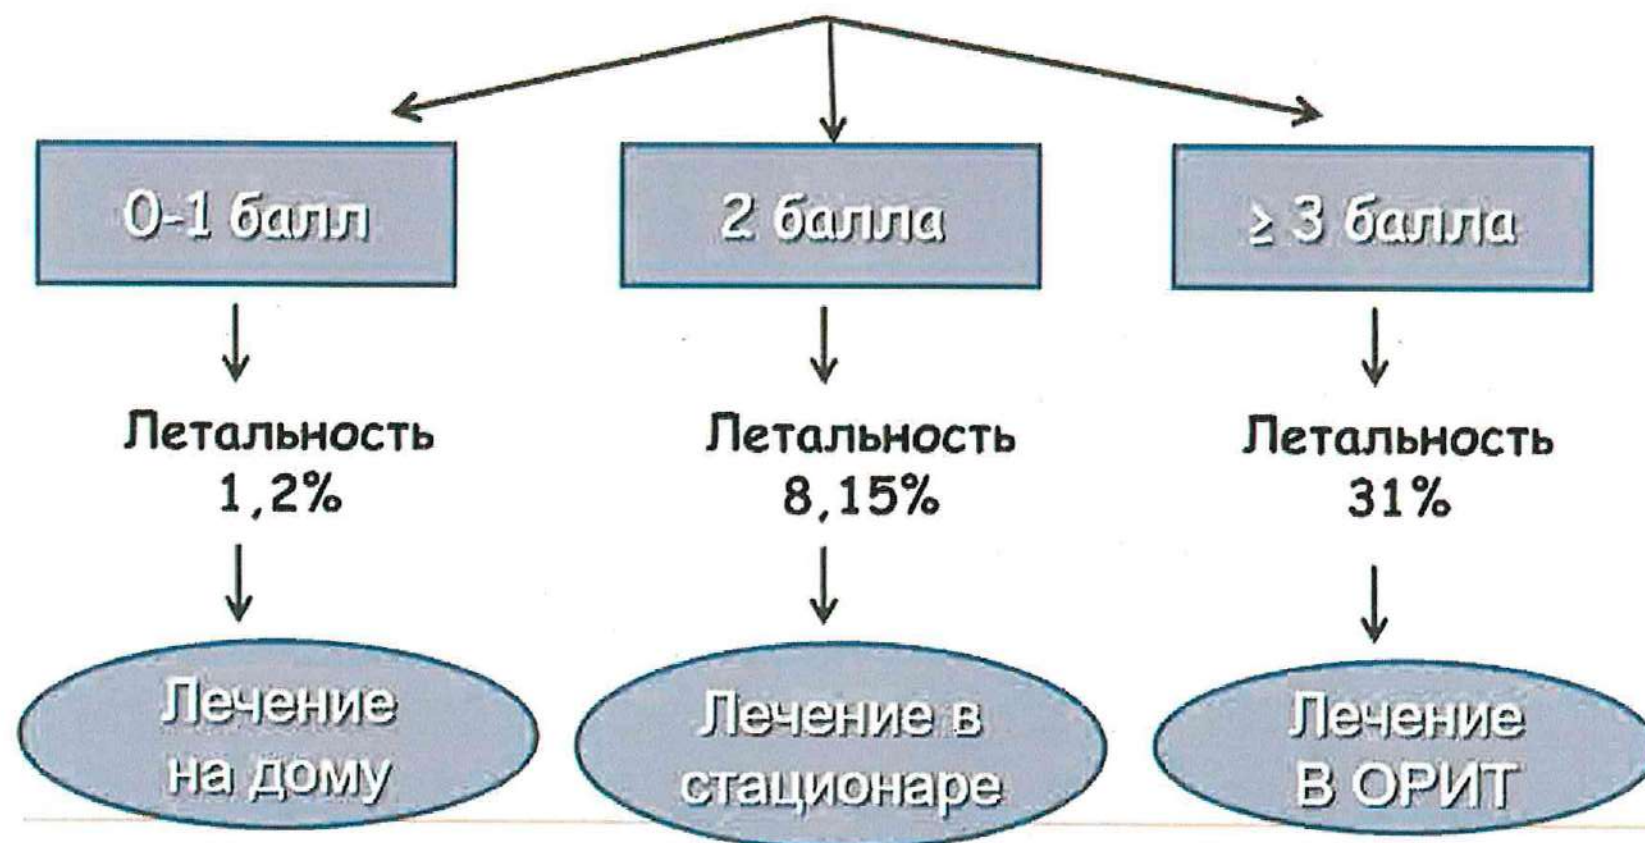 0-1 балл
2 балла
≥ 3 балла
Летальность
1,2%
Летальность
8,15%
Летальность
31%
Лечение
на дому
Лечение в
стационаре
Лечение
В ОРИТ